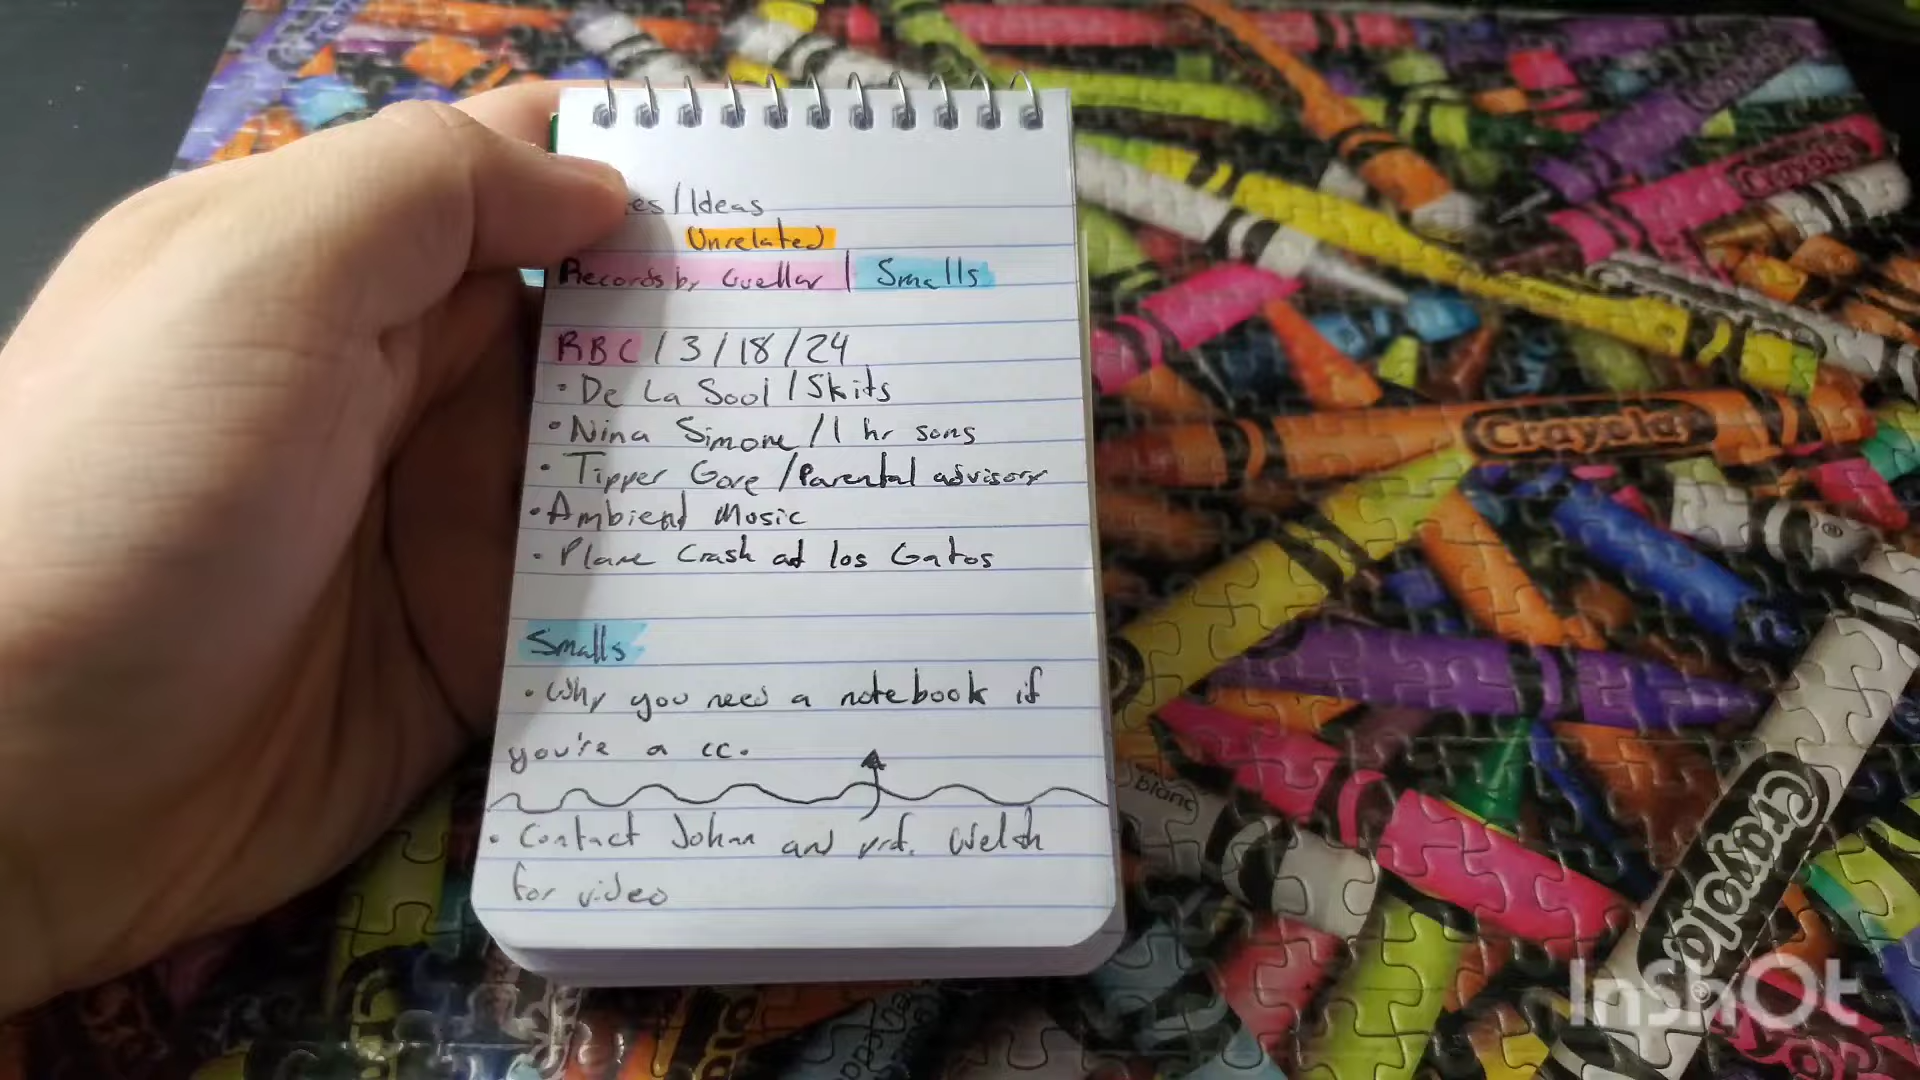 es/Ideas
Unrelated
Records by Cuellar | Smalls
RBC / 3/18/24
• De La Soul / Skits
• Nina Simone / 1 hr song
• Tipper Gore / Parental advisory
• Ambient Music
• Plane Crash at los Gatos
Smalls
• Why you need a notebook if
you're a cc.
• Contact Johan and Welsh
for video
Crayola
Crayola
Crayola
blanc
InShOt